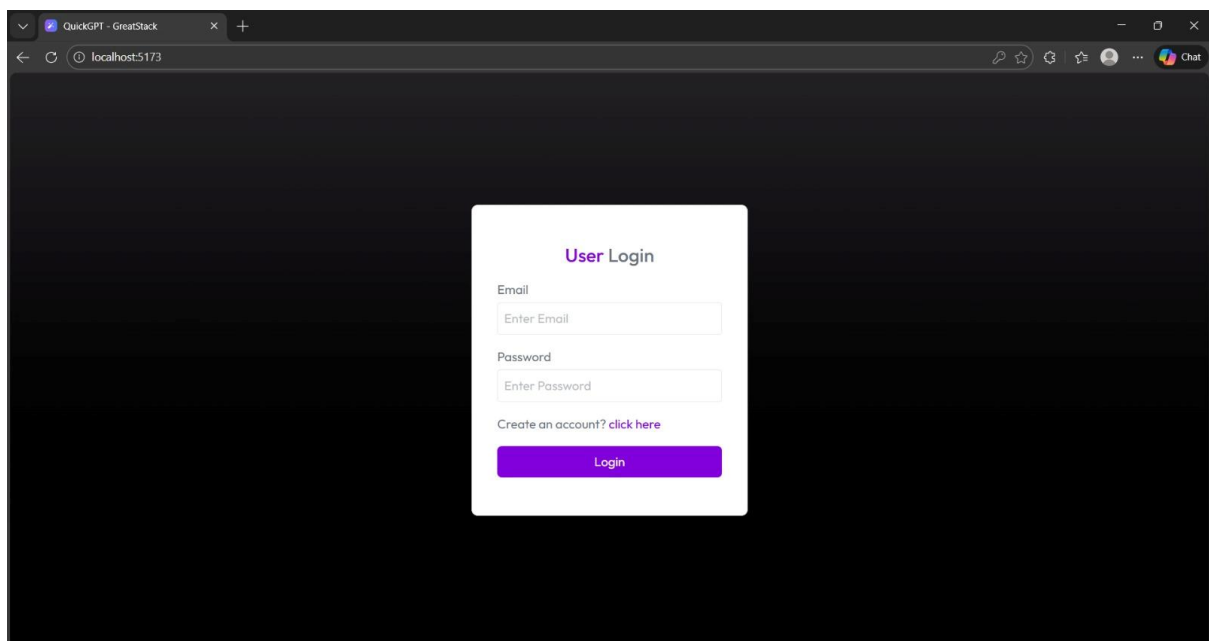 QuickGPT - GreatStack
localhost:5173
Chat
User Login
Email
Enter Email
Password
Enter Password
Create an account? click here
Login